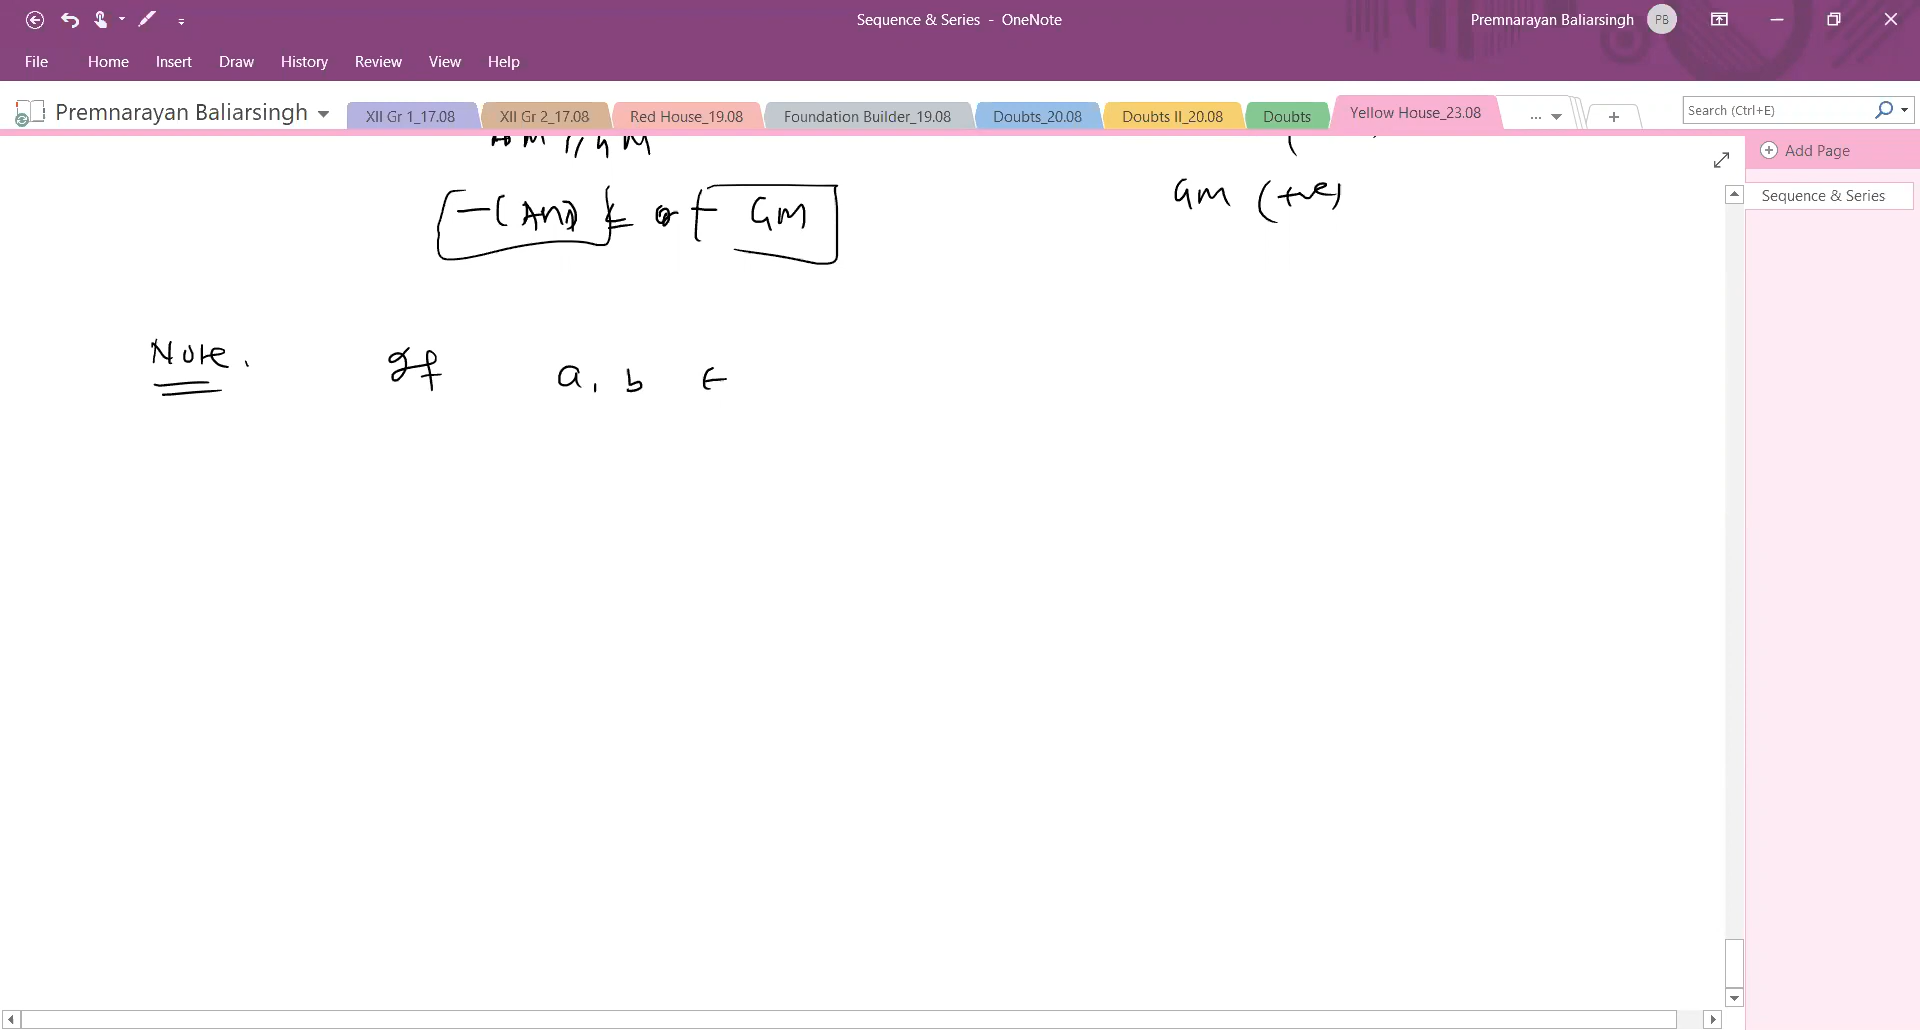 Sequence & Series - OneNote
Premnarayan Baliarsingh PB
File Home Insert Draw History Review View Help
Premnarayan Baliarsingh
XII Gr 1_17.08 XII Gr 2_17.08 Red House_19.08 Foundation Builder_19.08 Doubts_20.08 Doubts II_20.08 Doubts Yellow House_23.08 ... +
Search (Ctrl+E)
Add Page
Sequence & Series
GM (+ve)
-(AM) ≤ or - GM
Note. If a, b ∈